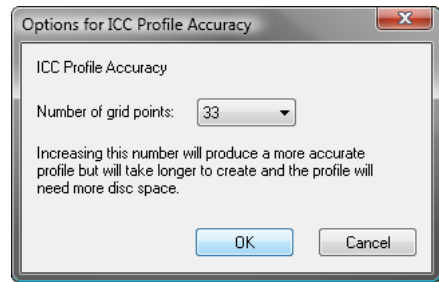 Options for ICC Profile Accuracy
ICC Profile Accuracy
Number of grid points: 33
Increasing this number will produce a more accurate
profile but will take longer to create and the profile will
need more disc space.
OK Cancel